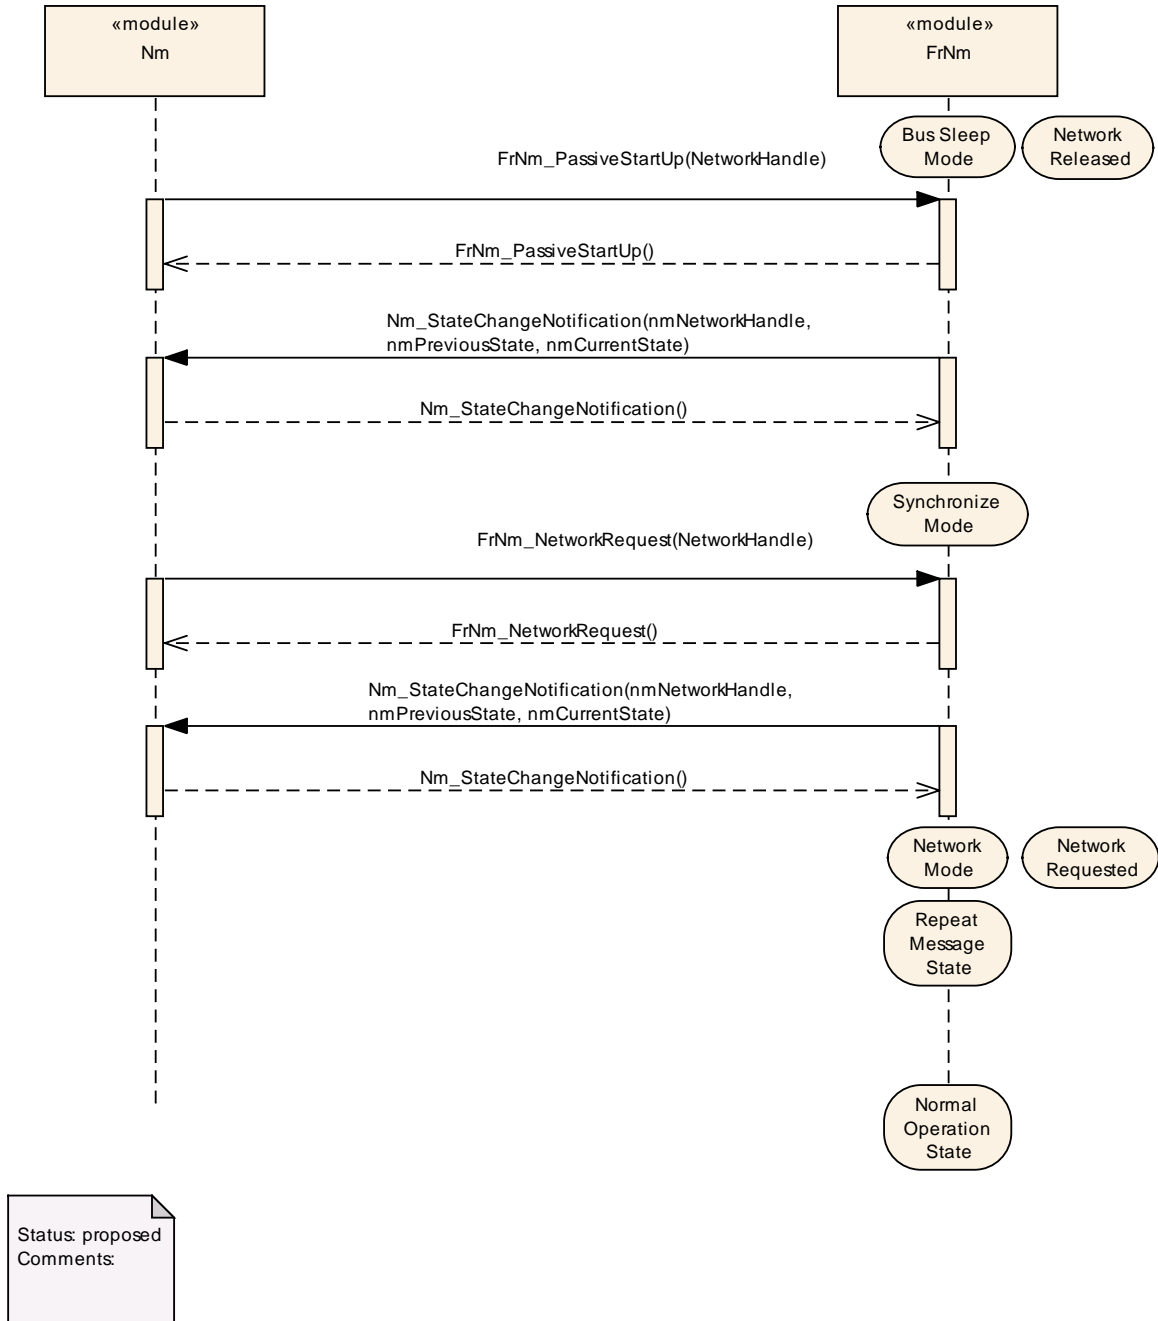 «module»
Nm
«module»
FrNm
Bus Sleep
Mode
Network
Released
FrNm_PassiveStartUp(NetworkHandle)
FrNm_PassiveStartUp()
Nm_StateChangeNotification(nmNetworkHandle,
nmPreviousState, nmCurrentState)
Nm_StateChangeNotification()
Synchronize
Mode
FrNm_NetworkRequest(NetworkHandle)
FrNm_NetworkRequest()
Nm_StateChangeNotification(nmNetworkHandle,
nmPreviousState, nmCurrentState)
Nm_StateChangeNotification()
Network
Mode
Network
Requested
Repeat
Message
State
Normal
Operation
State
Status: proposed
Comments: